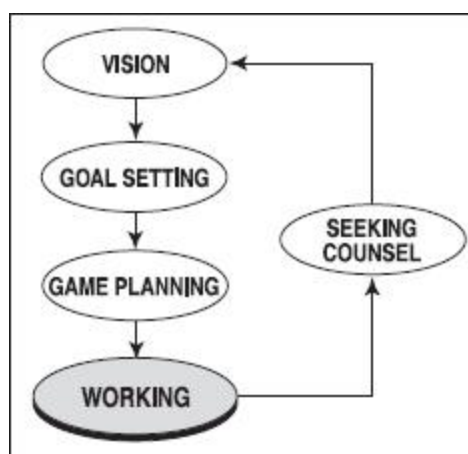 VISION
GOAL SETTING
GAME PLANNING
WORKING
SEEKING
COUNSEL